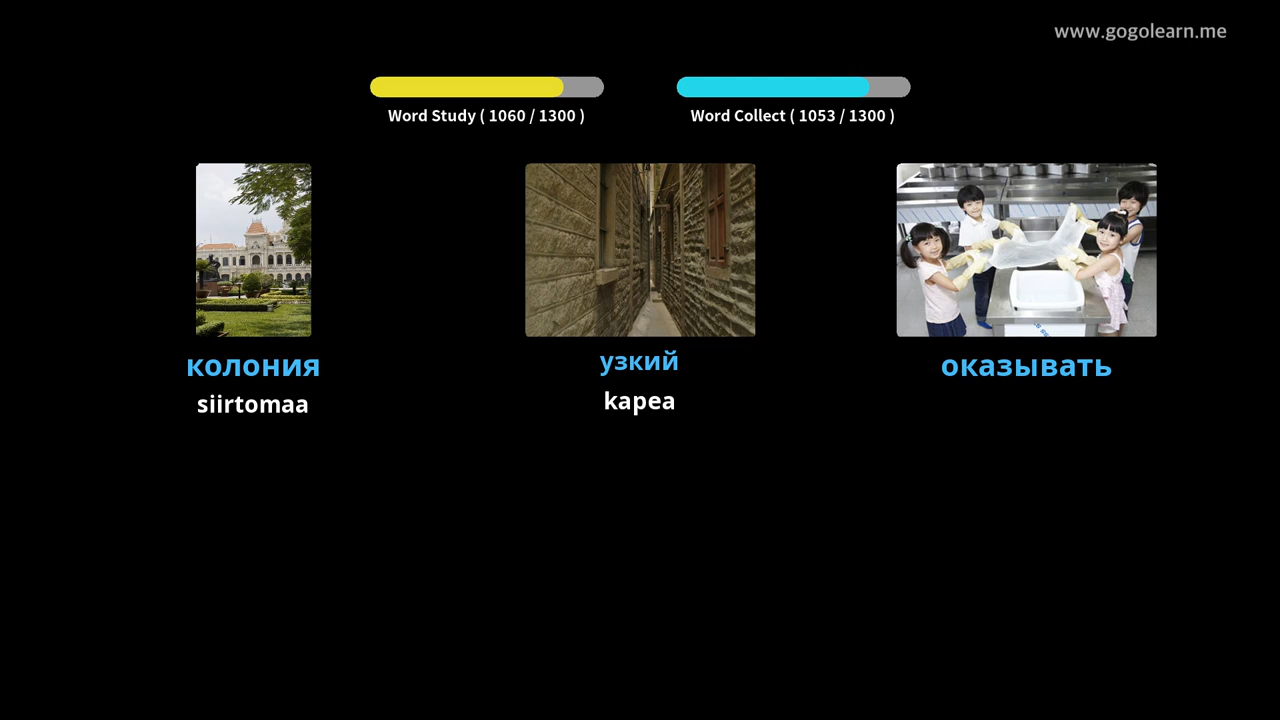 www.gogolearn.me
Word Study ( 1060 / 1300 )
Word Collect ( 1053 / 1300 )
колония
siirtomaa
узкий
kapea
оказывать